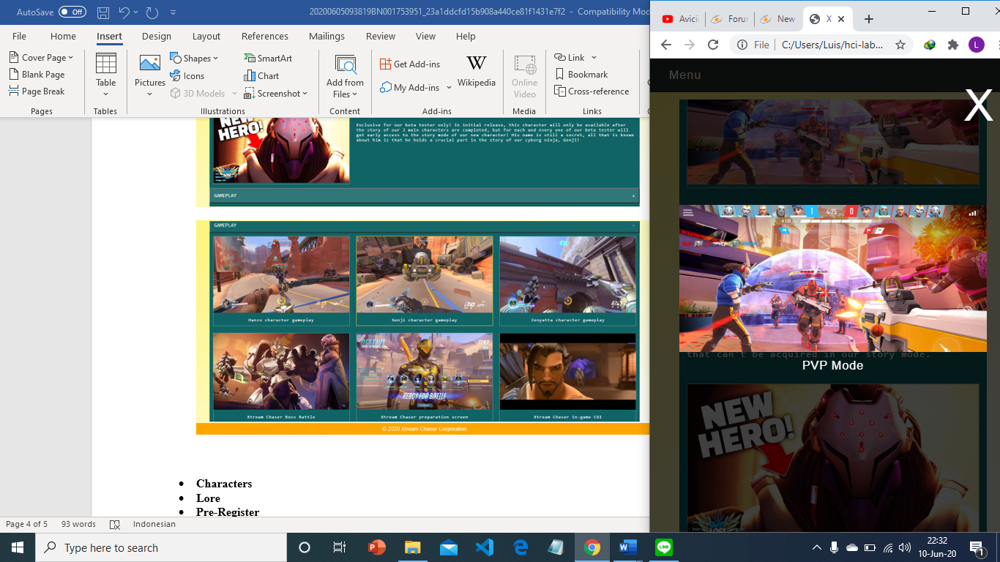 AutoSave Off
20200605093819BN001753951_23a1ddcfd15b908a440ce81f1431e7f2 - Compatibility Mod
File Home Insert Design Layout References Mailings Review View Help
Cover Page
Blank Page
Page Break
Pages
Table
Tables
Pictures
Shapes
Icons
3D Models
SmartArt
Chart
Screenshot
Illustrations
Add from
Files
Content
Get Add-ins
My Add-ins
Wikipedia
Add-ins
Online
Video
Media
Link
Bookmark
Cross-reference
Links
NEW
HERO!
LOST
Exclusive for our beta tester only! In initial release, this character will only be available after
the story of our 3 main characters are completed, but for each and every one of our beta tester will
get early access to the story mode of our new character! His name is still a secret, all that is known
about him is that he holds a crucial part in the story of our cyborg ninja, Genji!
GAMEPLAY +
GAMEPLAY -
Hanzo character gameplay
Genji character gameplay
Zenyatta character gameplay
GENJI
READY FOR BATTLE
Xtream Chaser Boss Battle
Xtream Chaser preparation screen
Xtream Chaser in-game CGI
© 2020 Xtream Chaser Corporation
• Characters
• Lore
• Pre-Register
Page 4 of 5 93 words Indonesian
Avicii
Foru
New
X
File C:/Users/Luis/hci-lab... L
Menu
X
1 4:25 0
that can't be acquired in our story mode.
PVP Mode
NEW
HERO!
LOST
Type here to search
22:32
10-Jun-20
1